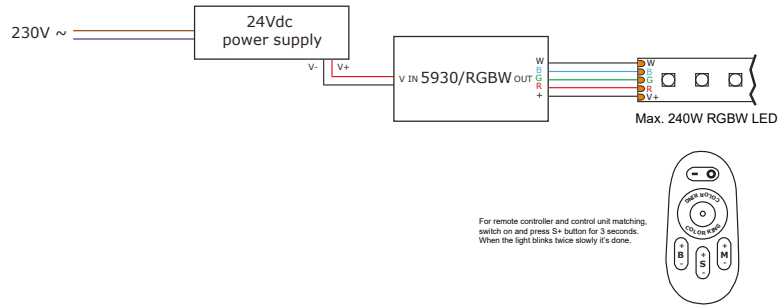 230V ~
24Vdc
power supply
V- V+
V IN 5930/RGBW OUT
W
B
G
R
+
W
B
G
R
V+
Max. 240W RGBW LED
For remote controller and control unit matching,
switch on and press S+ button for 3 seconds.
When the light blinks twice slowly it's done.
COLOR RING
COLOR RING
+
B
-
+
S
-
+
M
-